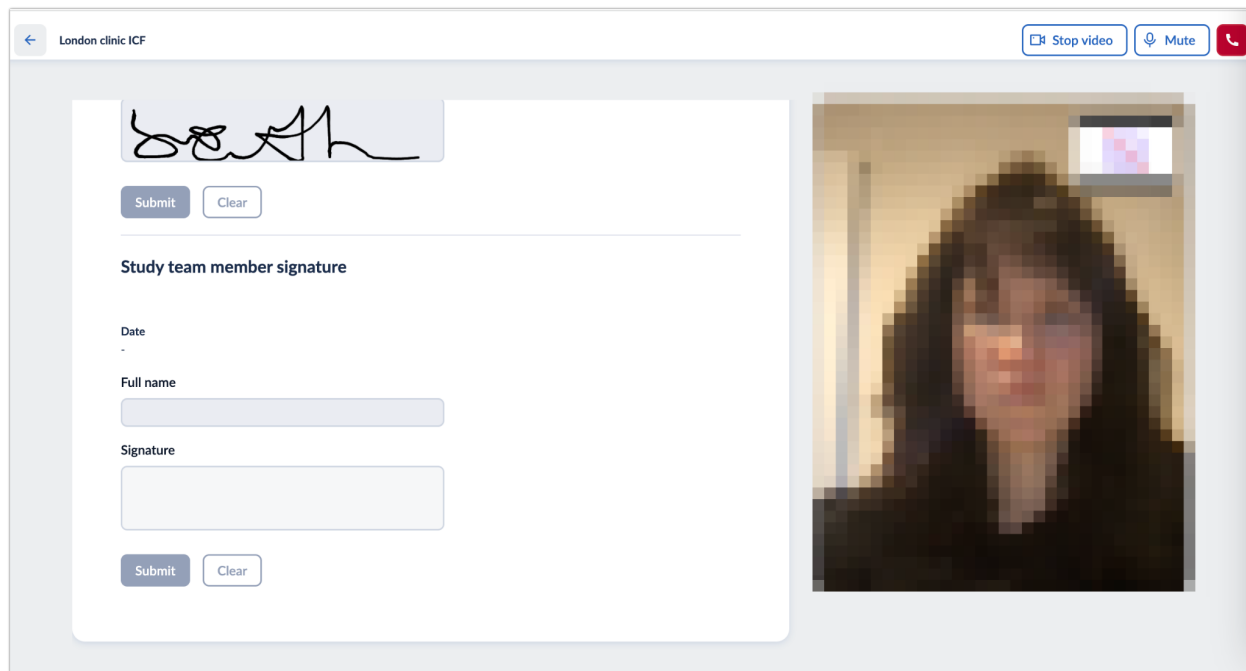 London clinic ICF
Stop video
Mute
Submit
Clear
Study team member signature
Date
-
Full name
Signature
Submit
Clear